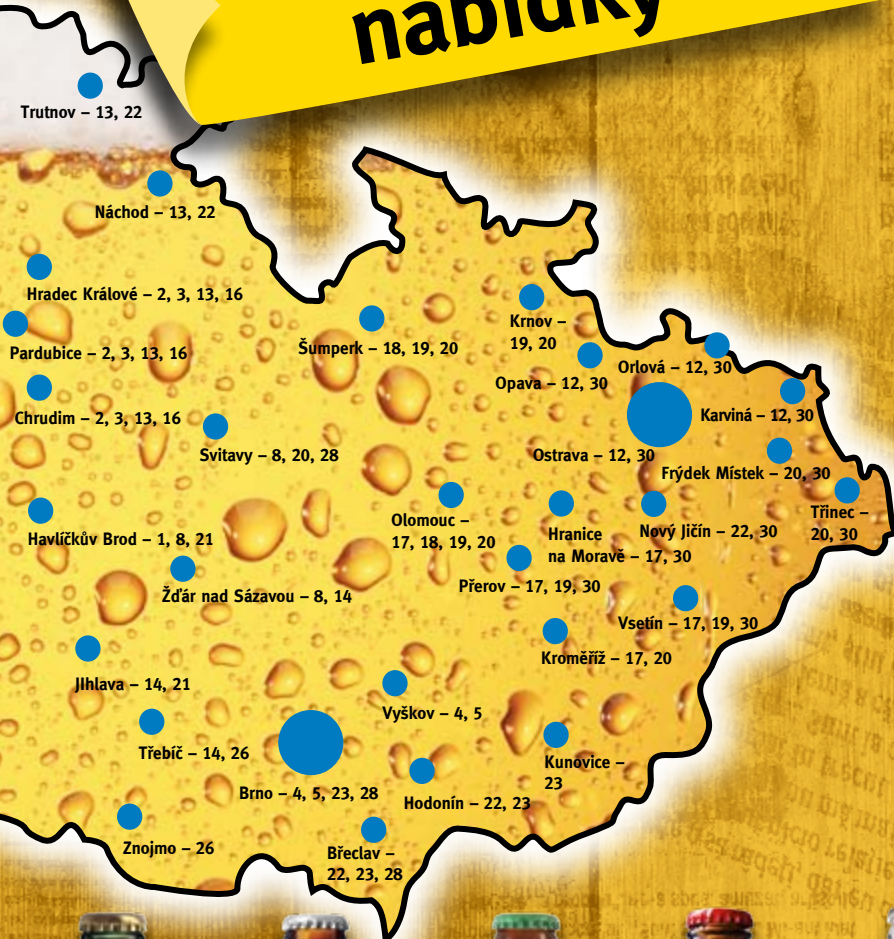 nabídky
Trutnov – 13, 22
Náchod – 13, 22
Hradec Králové – 2, 3, 13, 16
Pardubice – 2, 3, 13, 16
Šumperk – 18, 19, 20
Krnov –
19, 20
Opava – 12, 30
Orlová – 12, 30
Chrudim – 2, 3, 13, 16
Karviná – 12, 30
Svitavy – 8, 20, 28
Ostrava – 12, 30
Frýdek Místek – 20, 30
Třinec –
20, 30
Havlíčkův Brod – 1, 8, 21
Olomouc –
17, 18, 19, 20
Hranice
na Moravě – 17, 30
Nový Jičín – 22, 30
Přerov – 17, 19, 30
Žďár nad Sázavou – 8, 14
Vsetín – 17, 19, 30
Kroměříž – 17, 20
JIhlava – 14, 21
Vyškov – 4, 5
Třebíč – 14, 26
Kunovice –
23
Brno – 4, 5, 23, 28
Hodonín – 22, 23
Znojmo – 26
Břeclav –
22, 23, 28